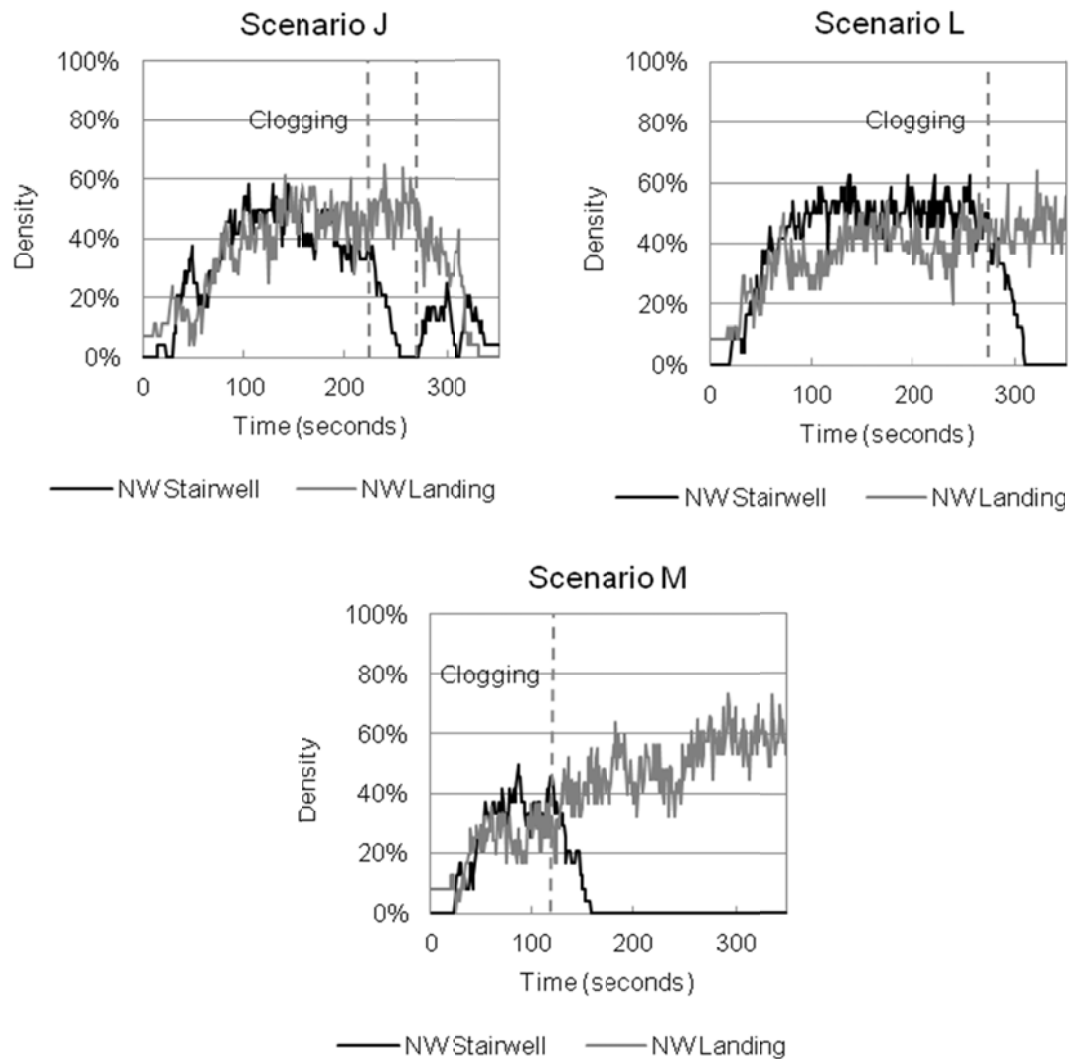 Scenario J
100%
80%
60%
40%
20%
0%
Clogging
Density
0 100 200 300
Time (seconds)
NW Stairwell NW Landing
Scenario L
100%
80%
60%
40%
20%
0%
Clogging
Density
0 100 200 300
Time (seconds)
NW Stairwell NW Landing
Scenario M
100%
80%
60%
40%
20%
0%
Clogging
Density
0 100 200 300
Time (seconds)
NW Stairwell NW Landing